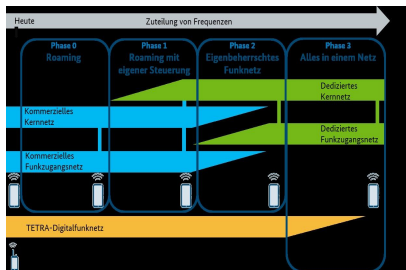 Heute
Zuteilung von Frequenzen
Phase 0
Roaming
Phase 1
Roaming mit
eigener Steuerung
Phase 2
Eigenbeherrschtes
Funknetz
Phase 3
Alles in einem Netz
Dediziertes
Kernnetz
Kommerzielles
Kernnetz
Dediziertes
Funkzugangsnetz
Kommerzielles
Funkzugangsnetz
TETRA-Digitalfunknetz